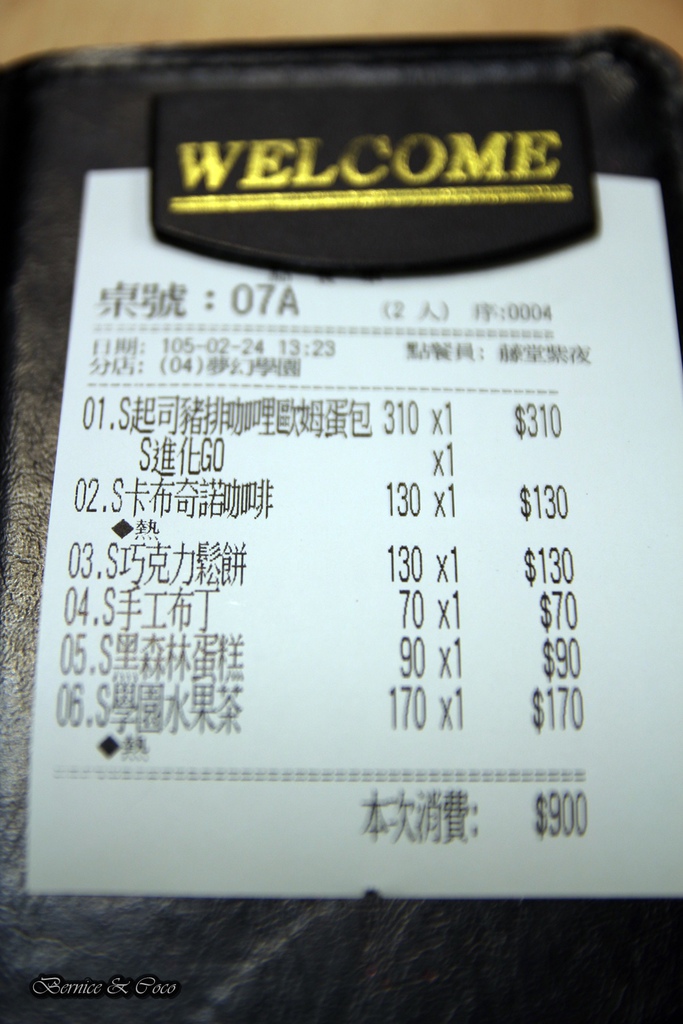 WELCOME
桌號：07A (2 人) 序:0004
日期: 105-02-24 13:23 點餐員: 藤堂紫夜
分店: (04)夢幻學園
01.S起司豬排咖哩歐姆蛋包 310 x1 $310
S進化GO x1
02.S卡布奇諾咖啡 130 x1 $130
◆熱
03.S巧克力鬆餅 130 x1 $130
04.S手工布丁 70 x1 $70
05.S黑森林蛋糕 90 x1 $90
06.S學園水果茶 170 x1 $170
◆熱
本次消費: $900
Bernice & Coco